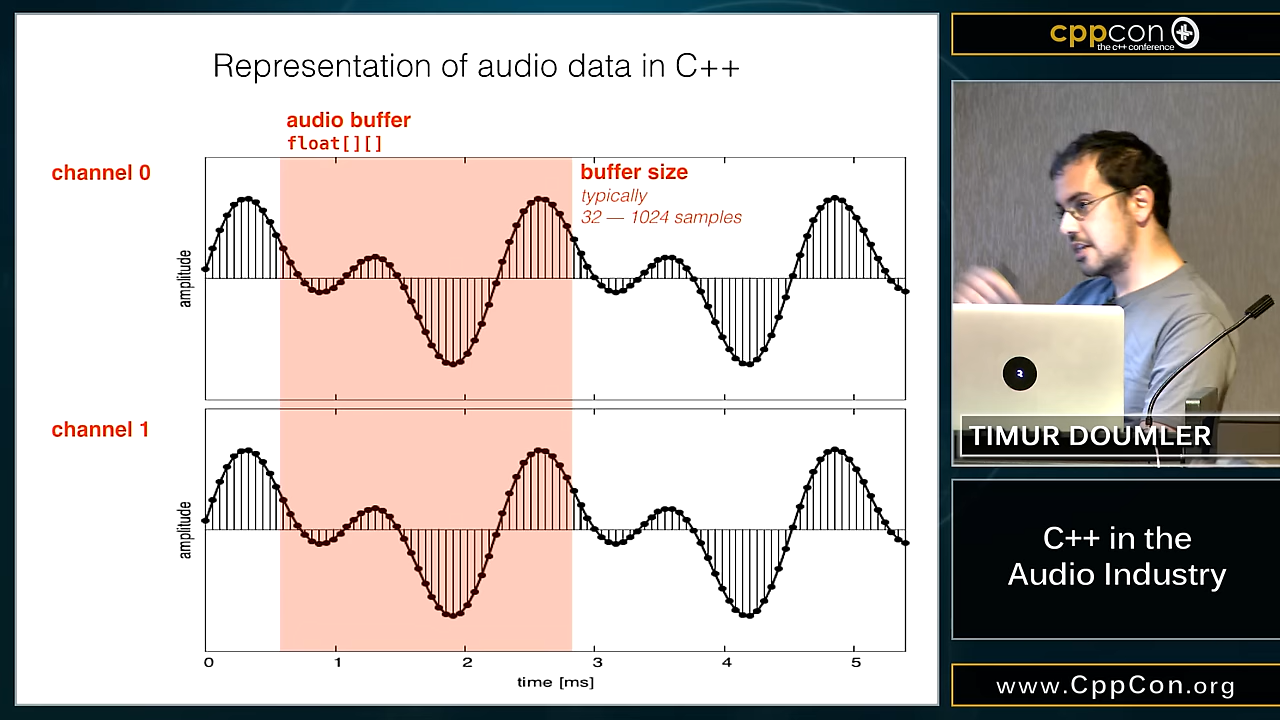 Representation of audio data in C++
audio buffer
float[][]
channel 0
buffer size
typically
32 — 1024 samples
amplitude
channel 1
amplitude
0 1 2 3 4 5
time [ms]
cppcon
the c++ conference
TIMUR DOUMLER
C++ in the
Audio Industry
www.CppCon.org